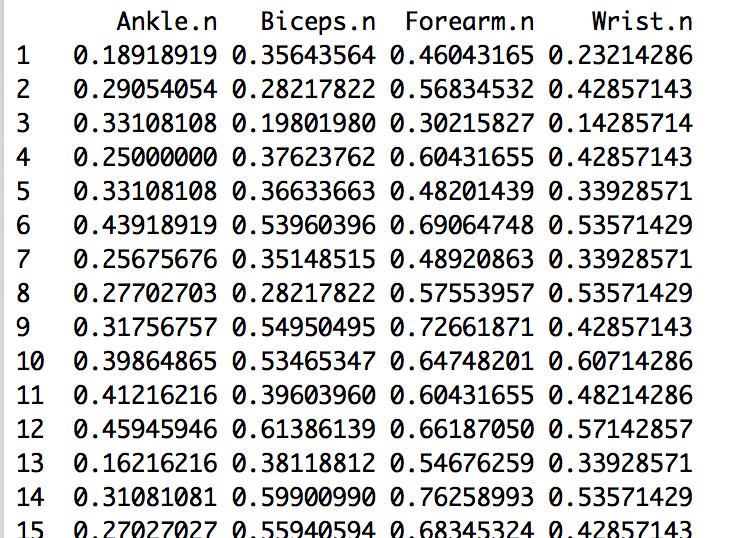 Ankle.n Biceps.n Forearm.n Wrist.n
1 0.18918919 0.35643564 0.46043165 0.23214286
2 0.29054054 0.28217822 0.56834532 0.42857143
3 0.33108108 0.19801980 0.30215827 0.14285714
4 0.25000000 0.37623762 0.60431655 0.42857143
5 0.33108108 0.36633663 0.48201439 0.33928571
6 0.43918919 0.53960396 0.69064748 0.53571429
7 0.25675676 0.35148515 0.48920863 0.33928571
8 0.27702703 0.28217822 0.57553957 0.53571429
9 0.31756757 0.54950495 0.72661871 0.42857143
10 0.39864865 0.53465347 0.64748201 0.60714286
11 0.41216216 0.39603960 0.60431655 0.48214286
12 0.45945946 0.61386139 0.66187050 0.57142857
13 0.16216216 0.38118812 0.54676259 0.33928571
14 0.31081081 0.59900990 0.76258993 0.53571429
15 0.27027027 0.55940594 0.68345324 0.42857143